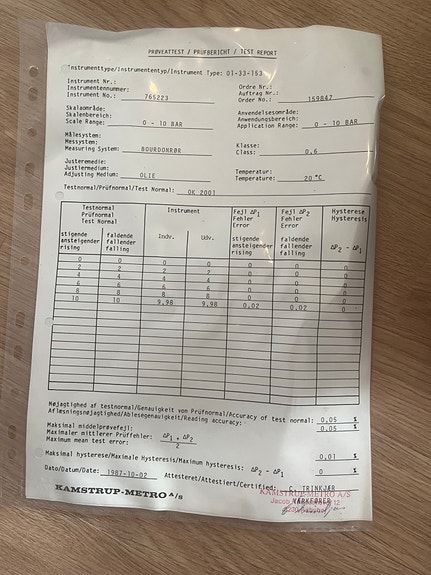 PRØVEATTEST / PRÜFBERICHT / TEST REPORT
Instrumenttype/Instrumententyp/Instrument Type: 01-33-153
Instrument Nr.:
Instrumentennummer:
Instrument No.: 765223
Ordre Nr.:
Auftrag Nr.:
Order No.: 159847
Skalaområde:
Skalenbereich:
Scale Range: 0 - 10 BAR
Anvendelsesområde:
Anwendungsbereich:
Application Range: 0 - 10 BAR
Målesystem:
Messystem:
Measuring System: BOURDONRØR
Klasse:
Class: 0,6
Justeremedie:
Justiermedium:
Adjusting Medium: OLIE
Temperatur:
Temperature: 20 °C
Testnormal/Prüfnormal/Test Normal: OK 2001
Testnormal Prüfnormal Test Normal
Instrument
Fejl ΔP1 Fehler Error
Fejl ΔP2 Fehler Error
Hysterese Hysteresis
stigende ansteigender rising
faldende fallender falling
Indv.
Udv.
stigende ansteigender rising
faldende fallender falling
ΔP2 - ΔP1
0 0 0 0 0 0 0
2 2 2 2 0 0 0
4 4 4 4 0 0 0
6 6 6 6 0 0 0
8 8 8 8 0 0 0
10 10 9,98 9,98 0,02 0,02 0
Nøjagtighed af testnormal/Genauigkeit von Prüfnormal/Accuracy of test normal: 0,05 %
Aflæsningsnøjagtighed/Ablesegenauigkeit/Reading accuracy: 0,05 %
Maksimal middelprøvefejl:
Maximaler mittlerer Prüffehler: ΔP1 + ΔP2
Maximum mean test error: 2
0,01 %
Maksimal hysterese/Maximale Hysteresis/Maximum hysteresis: ΔP2 - ΔP1 0 %
Dato/Datum/Date: 1987-10-02 Attesteret/Attestiert/Certified: C. TRINKJÆR
VÆRKFØRER
KAMSTRUP-METRO A/S
KAMSTRUP-METRO A/S